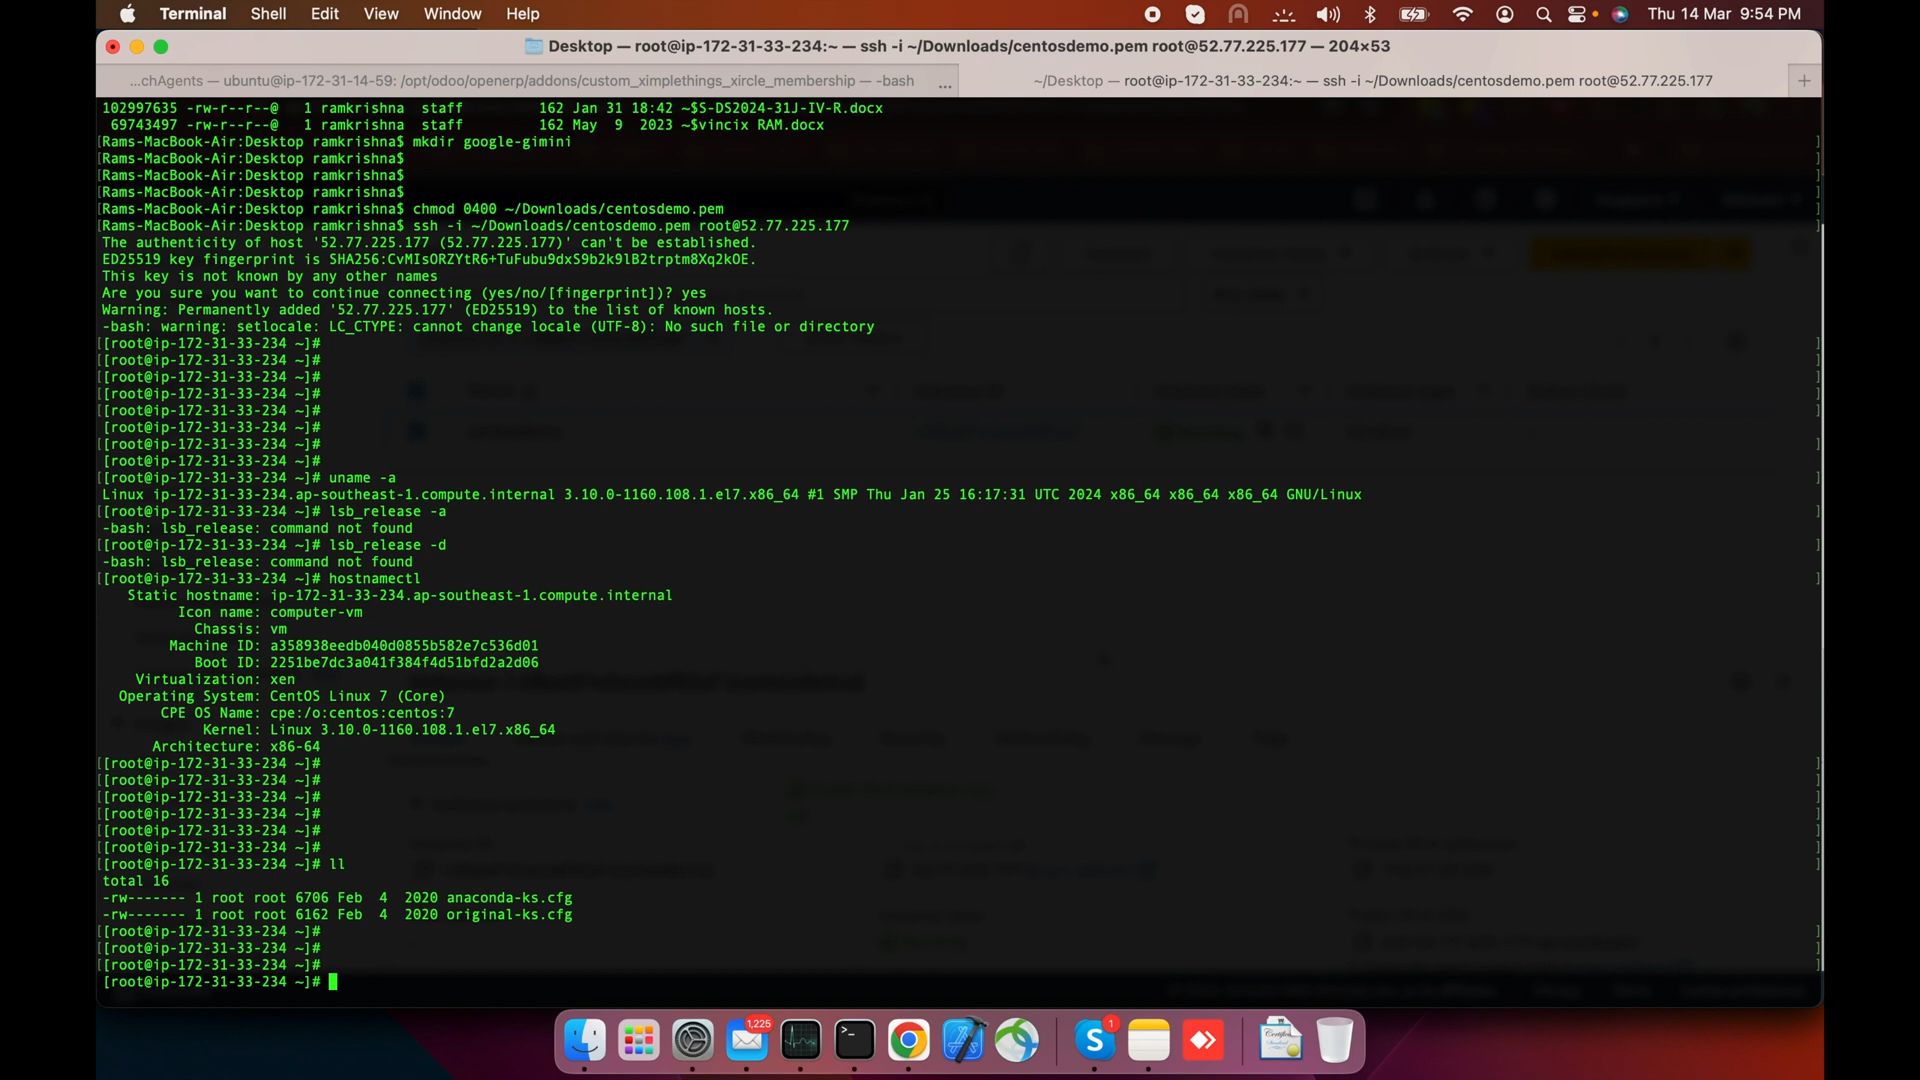 Terminal Shell Edit View Window Help Thu 14 Mar 9:54 PM
Desktop — root@ip-172-31-33-234:~ — ssh -i ~/Downloads/centosdemo.pem root@52.77.225.177 — 204×53
...chAgents — ubuntu@ip-172-31-14-59: /opt/odoo/openerp/addons/custom_ximplethings_xircle_membership — -bash ... ~/Desktop — root@ip-172-31-33-234:~ — ssh -i ~/Downloads/centosdemo.pem root@52.77.225.177 +
102997635 -rw-r--r--@ 1 ramkrishna staff 162 Jan 31 18:42 ~$S-DS2024-31J-IV-R.docx
69743497 -rw-r--r--@ 1 ramkrishna staff 162 May 9 2023 ~$vincix RAM.docx
[Rams-MacBook-Air:Desktop ramkrishna$ mkdir google-gimini ]
[Rams-MacBook-Air:Desktop ramkrishna$ ]
[Rams-MacBook-Air:Desktop ramkrishna$ ]
[Rams-MacBook-Air:Desktop ramkrishna$ ]
[Rams-MacBook-Air:Desktop ramkrishna$ chmod 0400 ~/Downloads/centosdemo.pem ]
[Rams-MacBook-Air:Desktop ramkrishna$ ssh -i ~/Downloads/centosdemo.pem root@52.77.225.177 ]
The authenticity of host '52.77.225.177 (52.77.225.177)' can't be established.
ED25519 key fingerprint is SHA256:CvMIsORZYtR6+TuFubu9dxS9b2k9lB2trptm8Xq2kOE.
This key is not known by any other names
Are you sure you want to continue connecting (yes/no/[fingerprint])? yes
Warning: Permanently added '52.77.225.177' (ED25519) to the list of known hosts.
-bash: warning: setlocale: LC_CTYPE: cannot change locale (UTF-8): No such file or directory
[[root@ip-172-31-33-234 ~]# ]
[[root@ip-172-31-33-234 ~]# ]
[[root@ip-172-31-33-234 ~]# ]
[[root@ip-172-31-33-234 ~]# ]
[[root@ip-172-31-33-234 ~]# ]
[root@ip-172-31-33-234 ~]#
[[root@ip-172-31-33-234 ~]# ]
[root@ip-172-31-33-234 ~]#
[[root@ip-172-31-33-234 ~]# uname -a ]
Linux ip-172-31-33-234.ap-southeast-1.compute.internal 3.10.0-1160.108.1.el7.x86_64 #1 SMP Thu Jan 25 16:17:31 UTC 2024 x86_64 x86_64 x86_64 GNU/Linux
[[root@ip-172-31-33-234 ~]# lsb_release -a ]
-bash: lsb_release: command not found
[[root@ip-172-31-33-234 ~]# lsb_release -d ]
-bash: lsb_release: command not found
[[root@ip-172-31-33-234 ~]# hostnamectl ]
Static hostname: ip-172-31-33-234.ap-southeast-1.compute.internal
Icon name: computer-vm
Chassis: vm
Machine ID: a358938eedb040d0855b582e7c536d01
Boot ID: 2251be7dc3a041f384f4d51bfd2a2d06
Virtualization: xen
Operating System: CentOS Linux 7 (Core)
CPE OS Name: cpe:/o:centos:centos:7
Kernel: Linux 3.10.0-1160.108.1.el7.x86_64
Architecture: x86-64
[[root@ip-172-31-33-234 ~]# ]
[[root@ip-172-31-33-234 ~]# ]
[[root@ip-172-31-33-234 ~]# ]
[[root@ip-172-31-33-234 ~]# ]
[[root@ip-172-31-33-234 ~]# ]
[[root@ip-172-31-33-234 ~]# ]
[[root@ip-172-31-33-234 ~]# ll ]
total 16
-rw------- 1 root root 6706 Feb 4 2020 anaconda-ks.cfg
-rw------- 1 root root 6162 Feb 4 2020 original-ks.cfg
[[root@ip-172-31-33-234 ~]# ]
[[root@ip-172-31-33-234 ~]# ]
[[root@ip-172-31-33-234 ~]# ]
[root@ip-172-31-33-234 ~]#
1,225
1